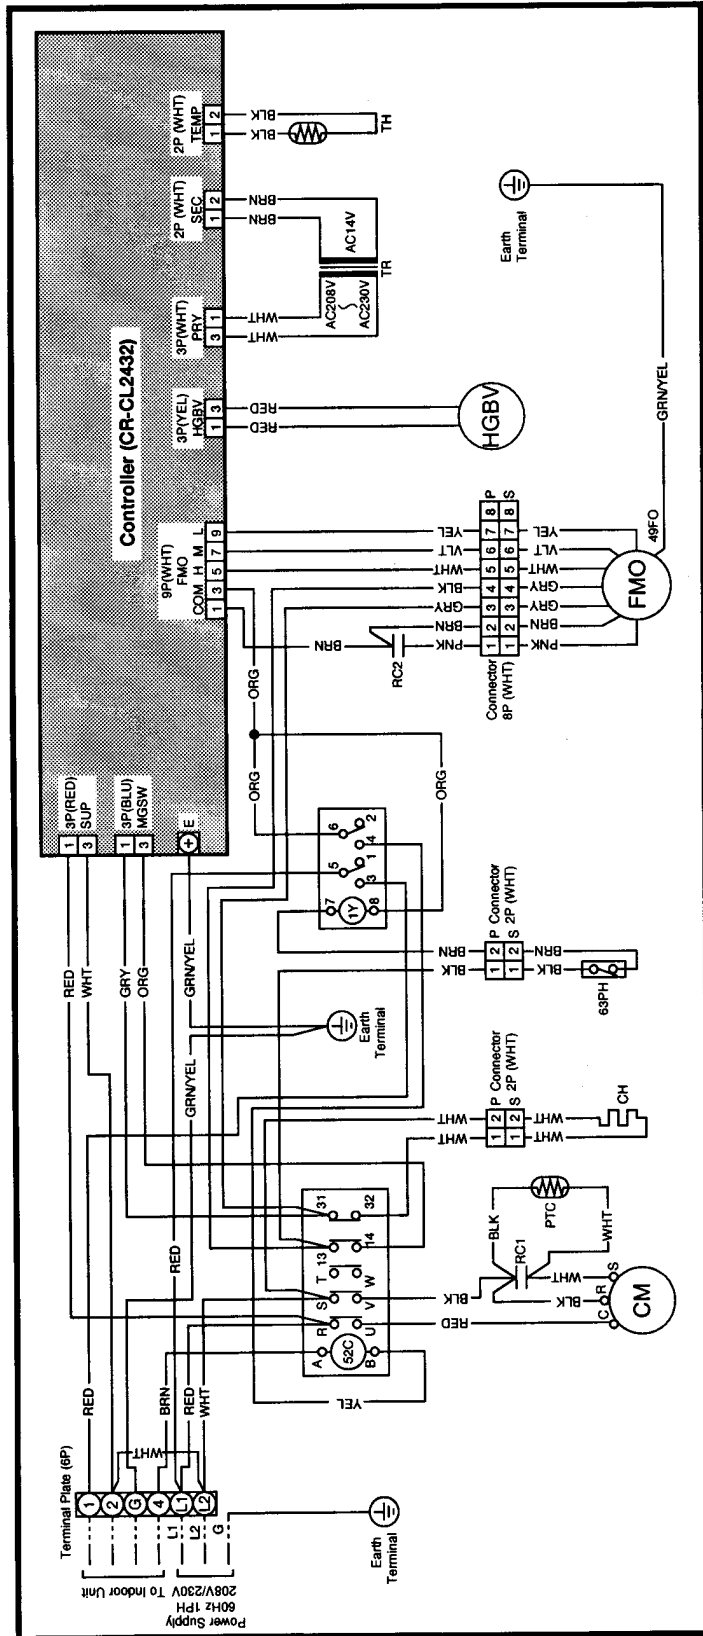 Controller (CR-CL2432)
2P (WHT)
TEMP
1 2
2P (WHT)
SEC
1 2
3P(WHT)
PRY
3 1
3P(YEL)
HGBV
1 3
9P(WHT)
FMO
COM H M L
1 3 5 7 9
3P(RED)
SUP
1
3
3P(BLU)
MGSW
1
3
E
BLK
BLK
TH
BRN
BRN
AC14V
TR
AC208V
AC230V
WHT
WHT
RED
RED
HGBV
Earth
Terminal
GRN/YEL
YEL
VLT
WHT
BLK
GRY
BRN
PNK
BRN
RC2
Connector
8P (WHT)
1 2 3 4 5 6 7 8 P
1 2 3 4 5 6 7 8 S
YEL
VLT
WHT
GRY
GRY
BRN
PNK
49FO
FMO
ORG
ORG
ORG
6 2
4
5 1
3
7 1Y 8
RED
WHT
GRY
ORG
GRN/YEL
GRN/YEL
Earth
Terminal
BRN
BLK
1 2 P Connector
1 2 S 2P (WHT)
BRN
BLK
63PH
WHT
WHT
1 2 P Connector
1 2 S 2P (WHT)
WHT
WHT
CH
RED
31 32
13 14
T W
S V
R U
A 52C B
YEL
BLK
RED
BLK
PTC
WHT
RC1
WHT
BLK
C R S
CM
RED
BRN
RED
WHT
WHT
Terminal Plate (6P)
1 2 G 4 L1 L2
L1
L2
G
To Indoor Unit
Power Supply
60Hz 1PH
208V/230V
Earth
Terminal